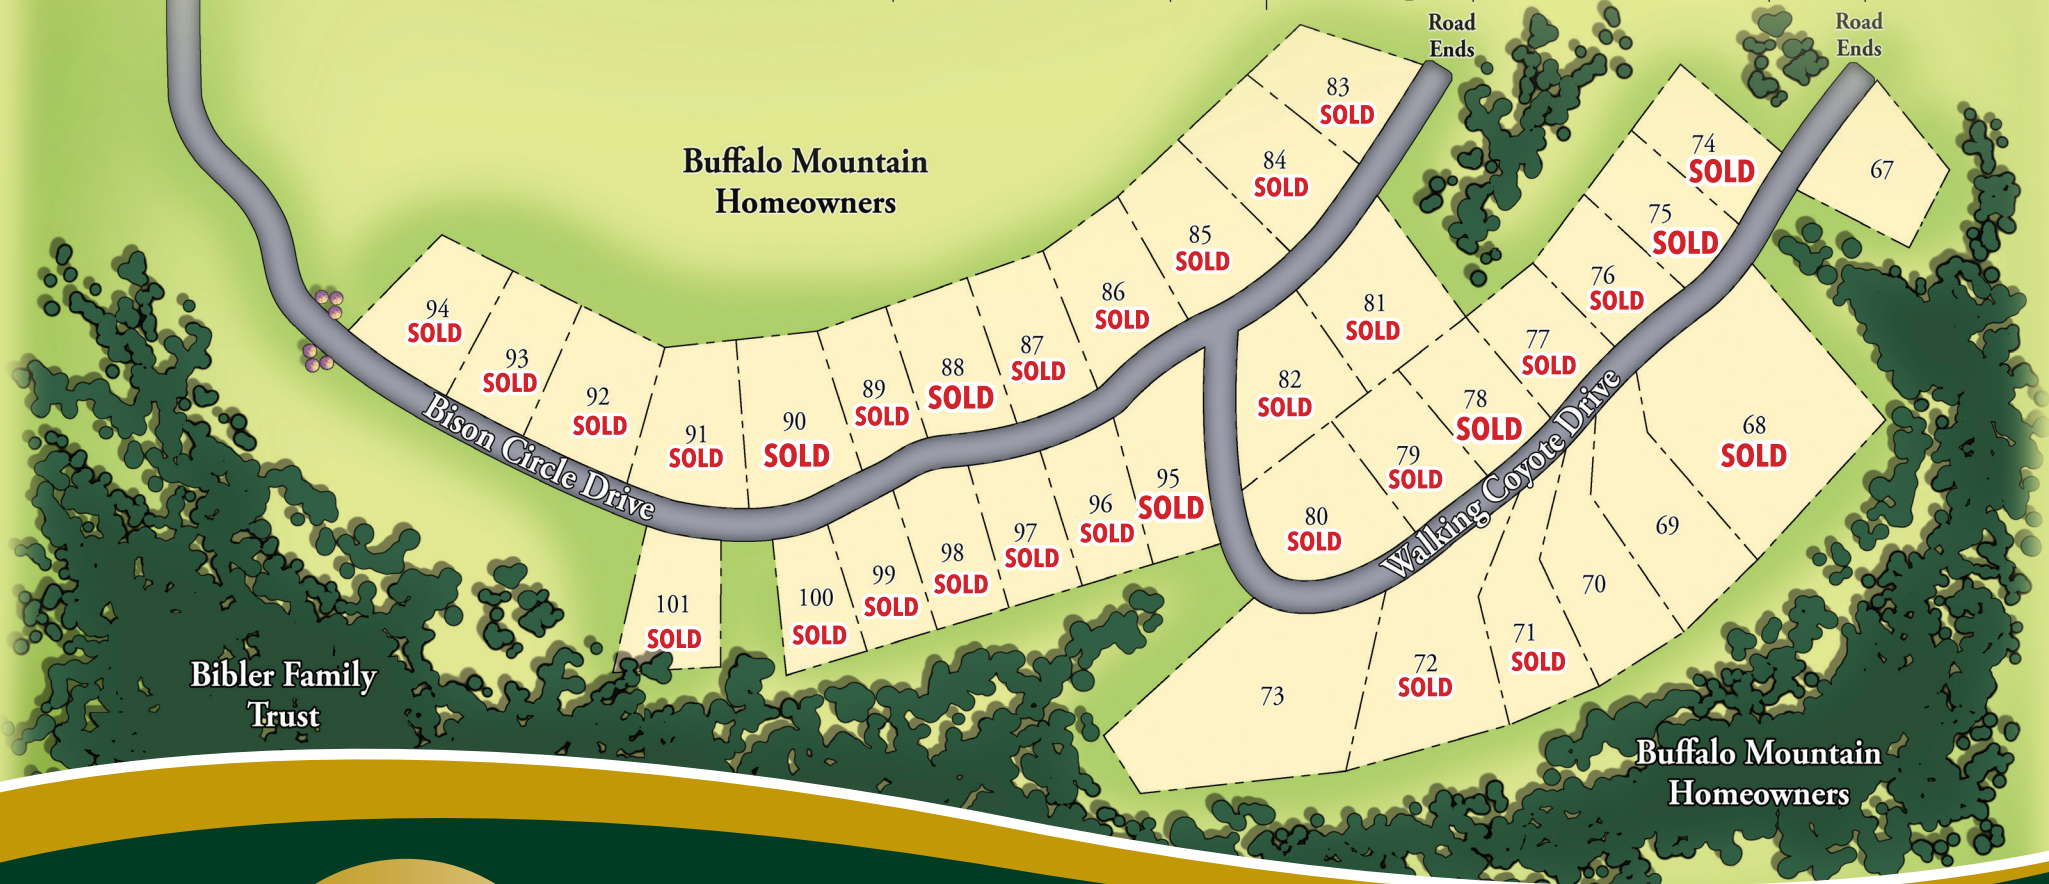 Road
Ends
Road
Ends
83
SOLD
74
SOLD
67
Buffalo Mountain
Homeowners
84
SOLD
75
SOLD
85
SOLD
76
SOLD
86
SOLD
81
SOLD
94
SOLD
77
SOLD
87
SOLD
93
SOLD
88
SOLD
82
SOLD
89
SOLD
78
SOLD
92
SOLD
90
SOLD
68
SOLD
91
SOLD
79
SOLD
Bison Circle Drive
Walking Coyote Drive
95
SOLD
96
SOLD
80
SOLD
69
97
SOLD
98
SOLD
99
SOLD
70
100
SOLD
101
SOLD
71
SOLD
72
SOLD
73
Bibler Family
Trust
Buffalo Mountain
Homeowners